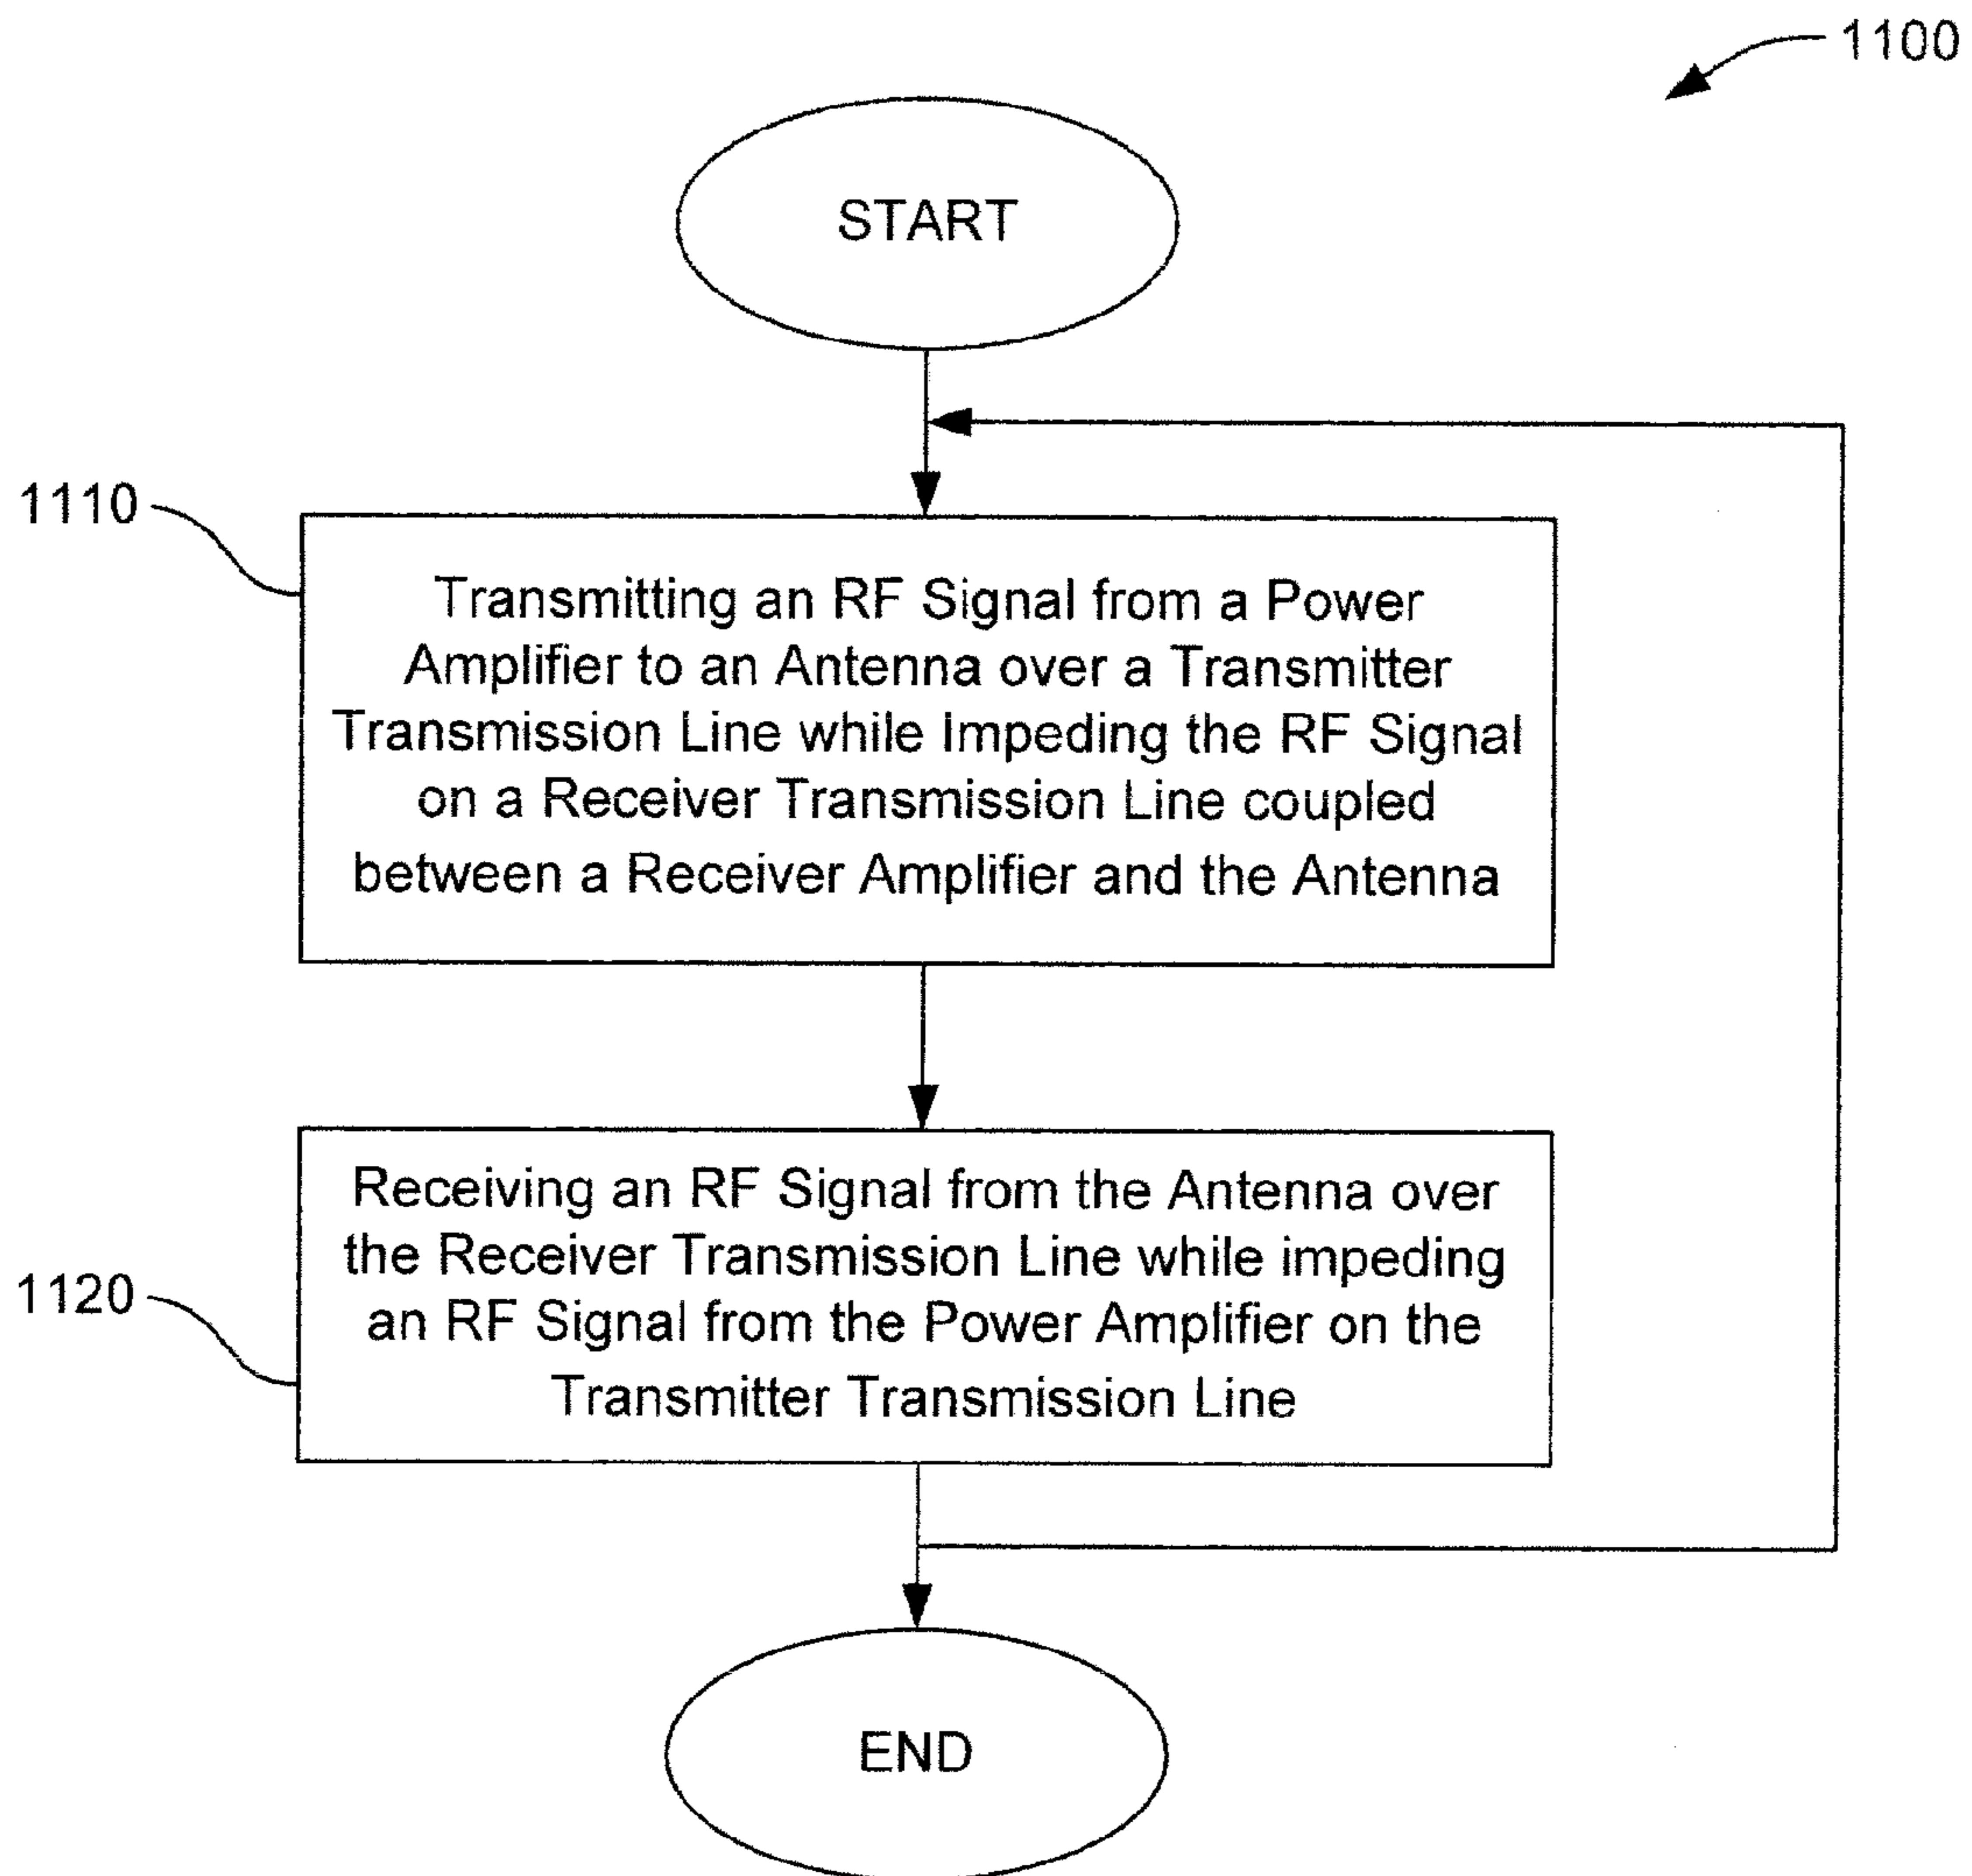 1100
START
1110
Transmitting an RF Signal from a Power
Amplifier to an Antenna over a Transmitter
Transmission Line while Impeding the RF Signal
on a Receiver Transmission Line coupled
between a Receiver Amplifier and the Antenna
Receiving an RF Signal from the Antenna over
the Receiver Transmission Line while impeding
1120
an RF Signal from the Power Amplifier on the
Transmitter Transmission Line
END